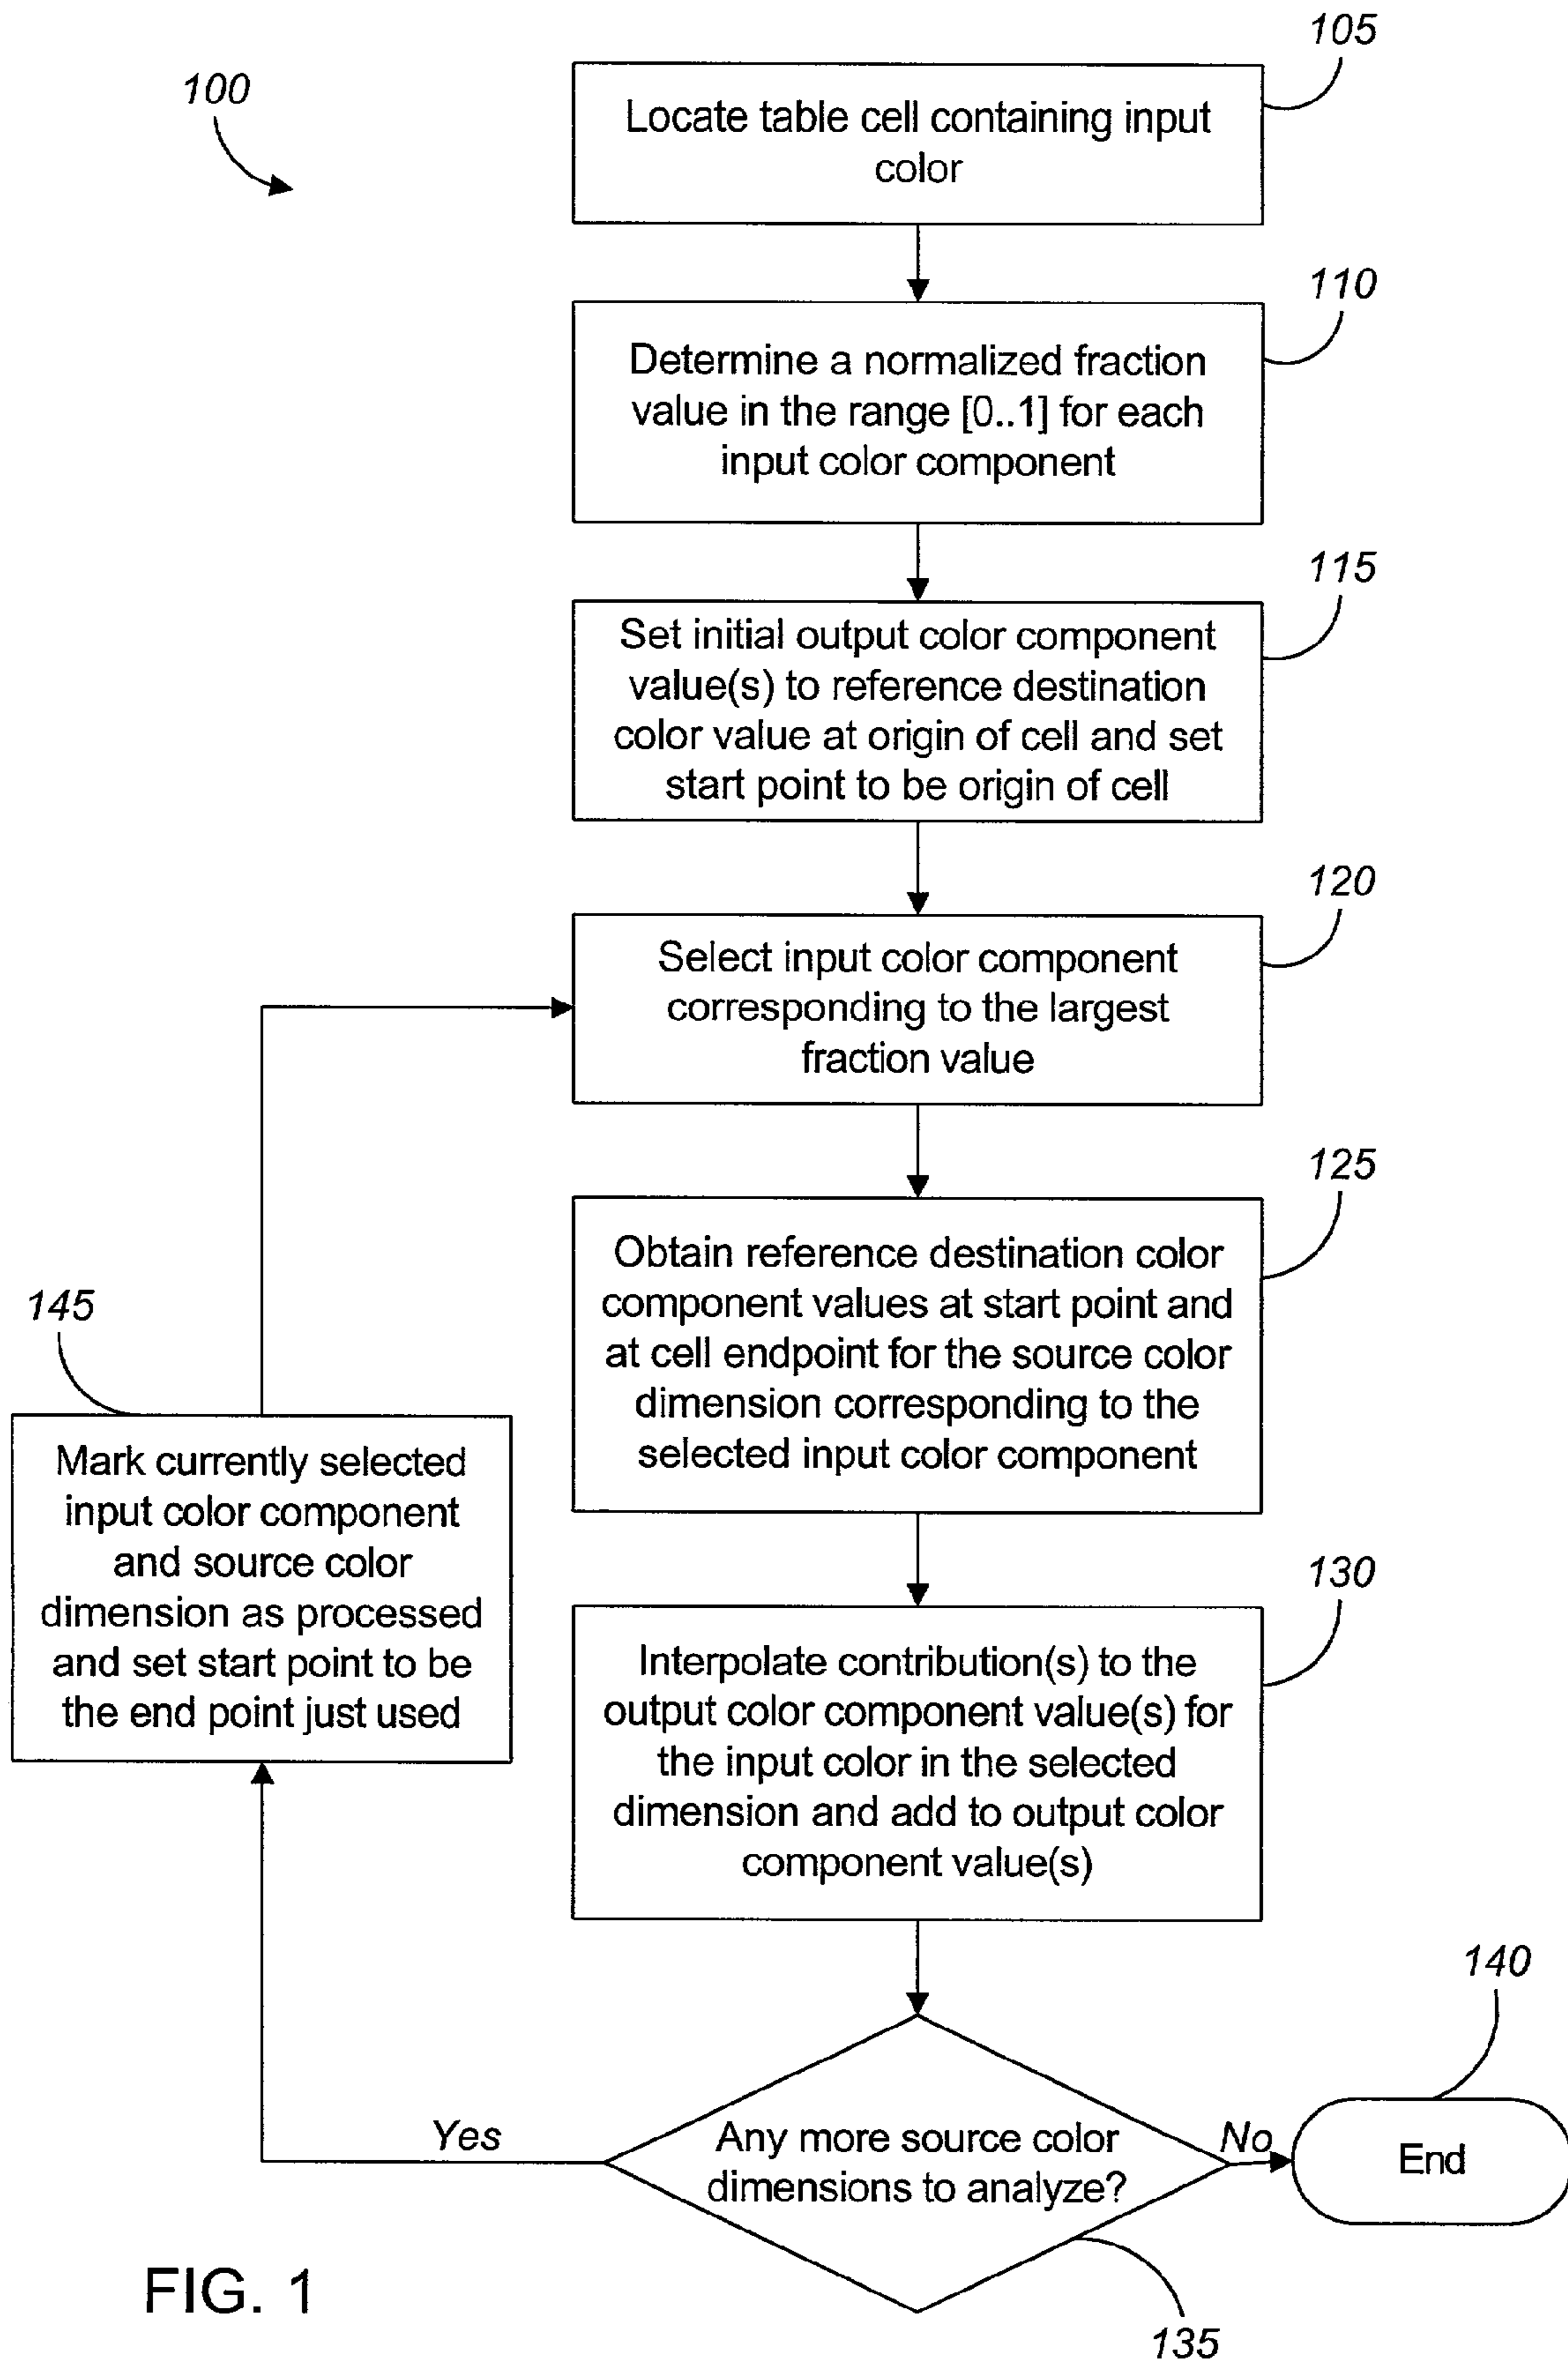 105
100
Locate table cell containing input
color
110
Determine a normalized fraction
value in the range [0..1] for each
input color component
115
Set initial output color component
value(s) to reference destination
color value at origin of cell and set
start point to be origin of cell
120
Select input color component
corresponding to the largest
fraction value
125
Obtain reference destination color
component values at start point and
at cell endpoint for the source color
dimension corresponding to the
selected input color component
145
Mark currently selected
input color component
and source color
dimension as processed
and set start point to be
the end point just used
130
Interpolate contribution(s) to the
output color component value(s) for
the input color in the selected
dimension and add to output color
component value(s)
140
Yes
Any more source color
dimensions to analyze?
No
End
FIG. 1
135